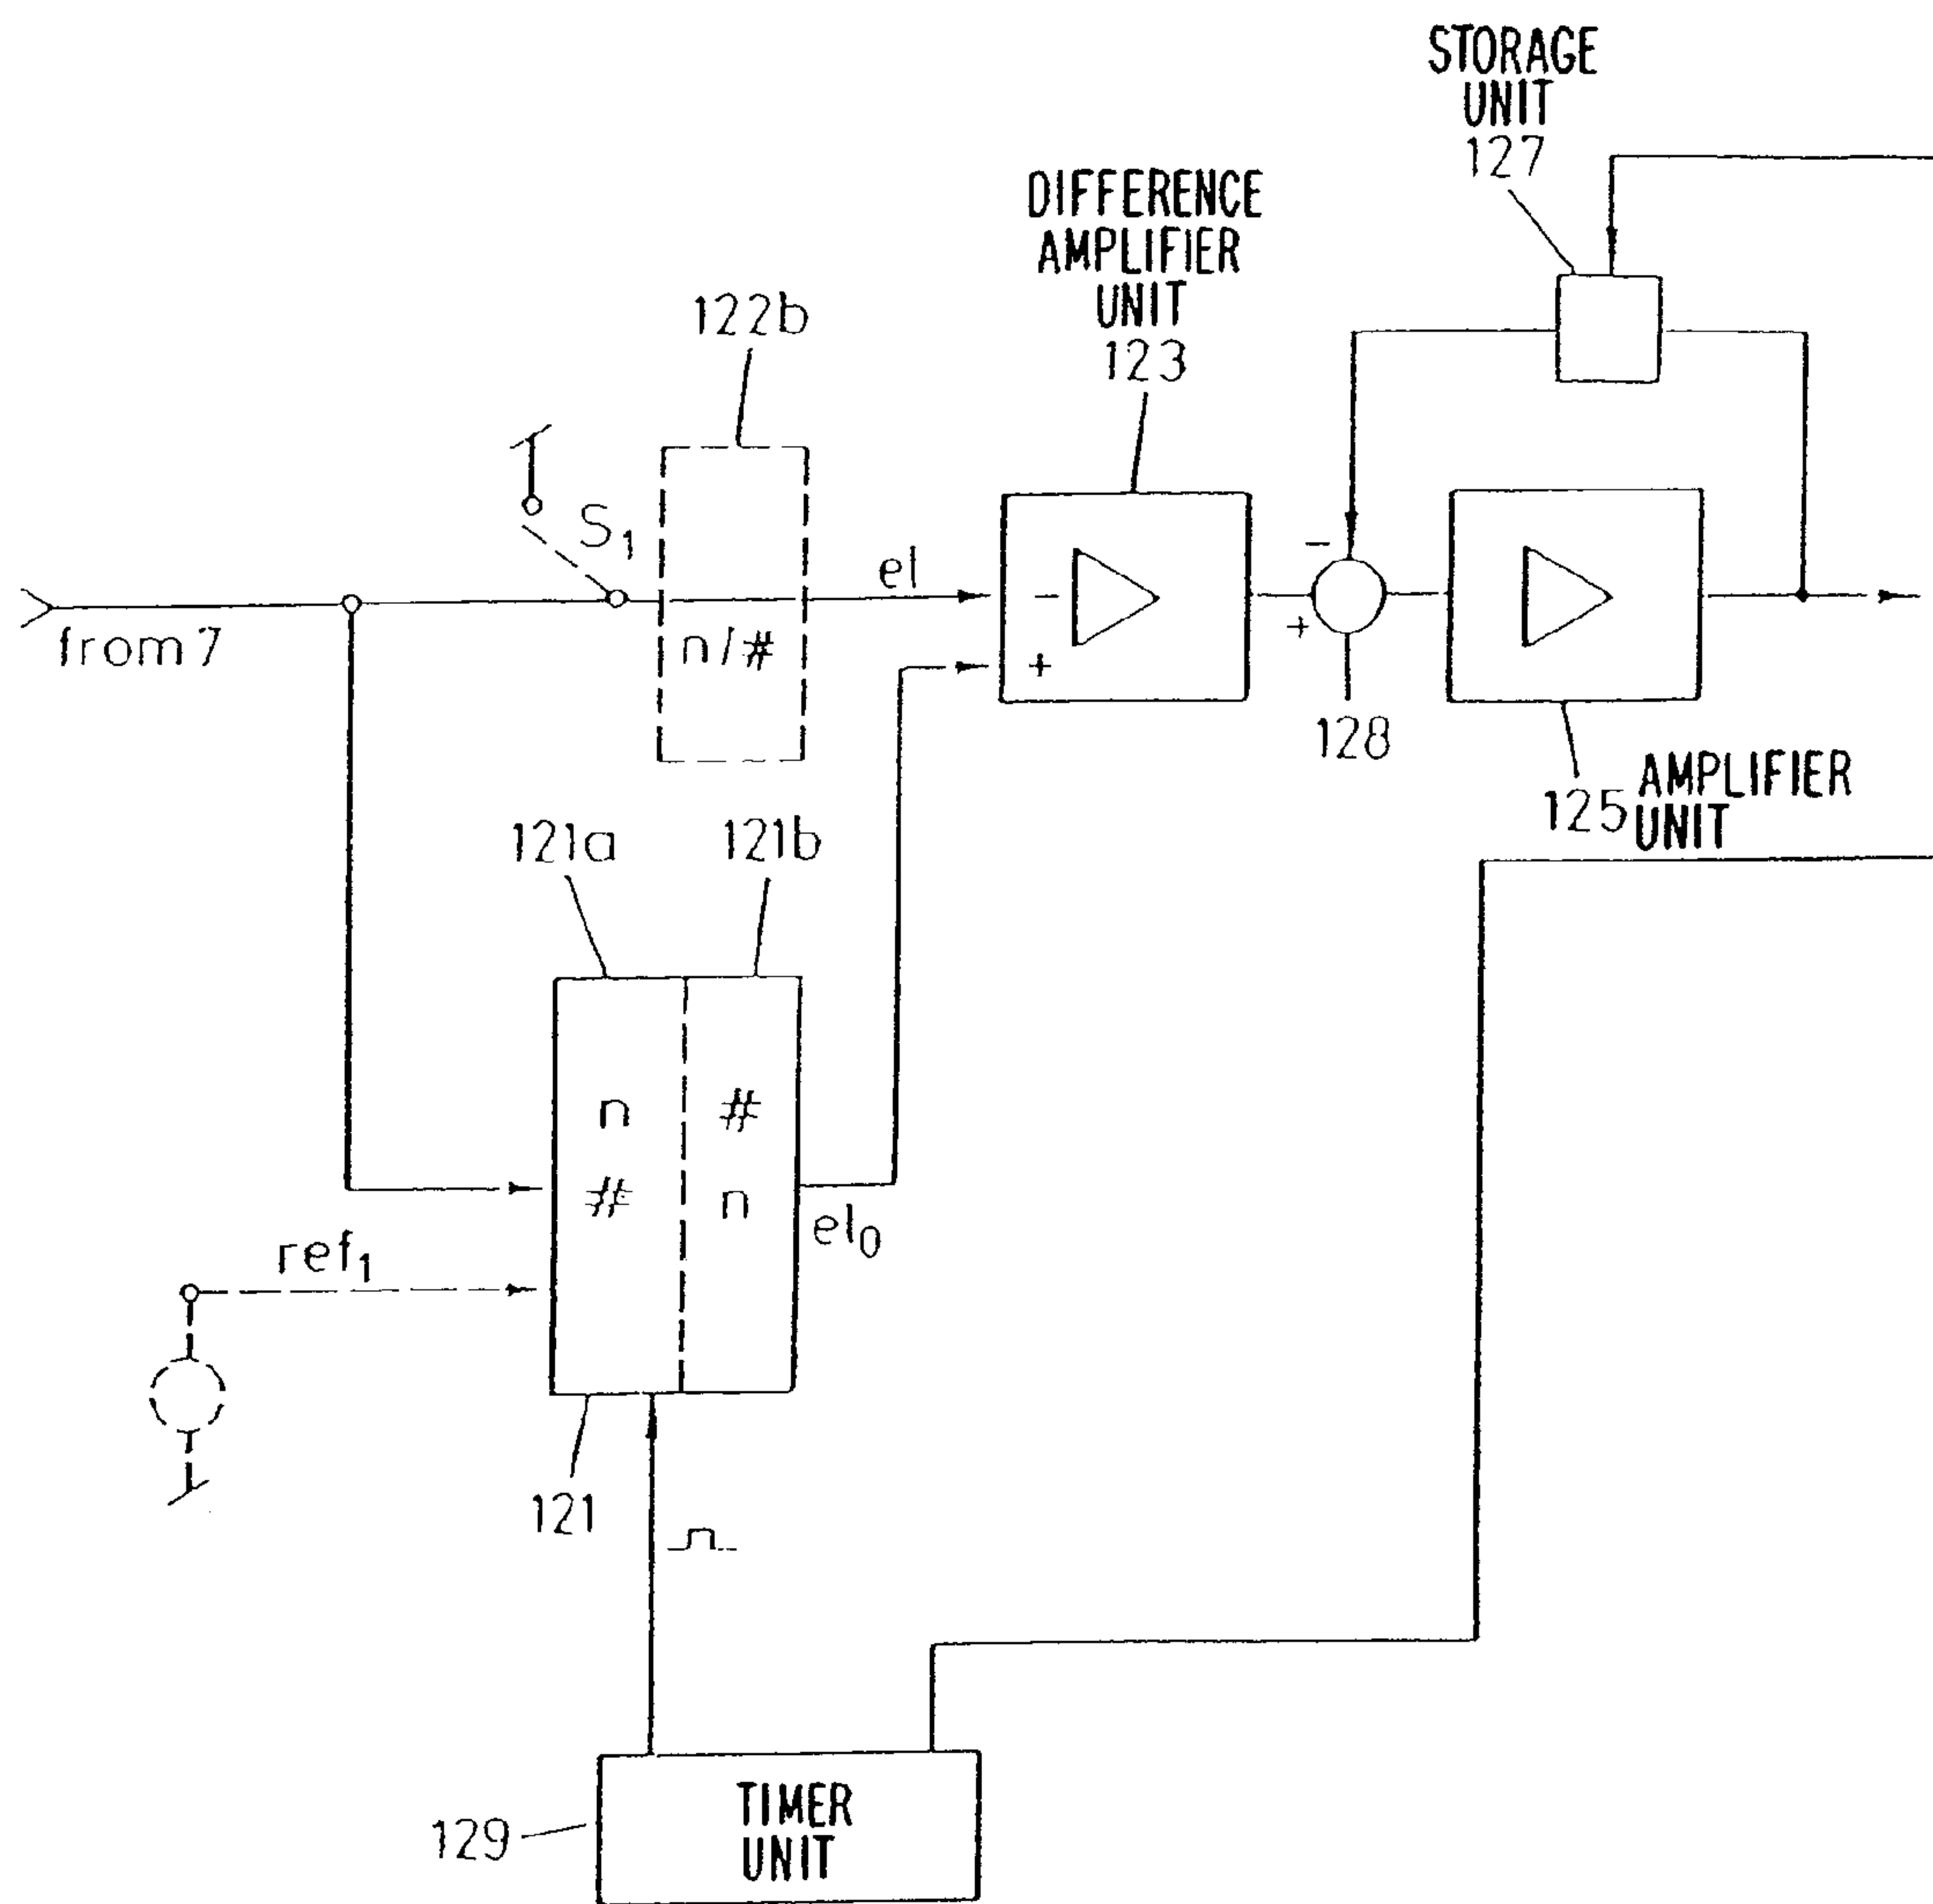 STORAGE
UNIT
127
DIFFERENCE
AMPLIFIER
UNIT
123
122b
S₁
el
-
from 7
n/#
-
+
+
128
125
AMPLIFIER
UNIT
121a
121b
n
#
#
n
el₀
ref₁
121
129
TIMER
UNIT